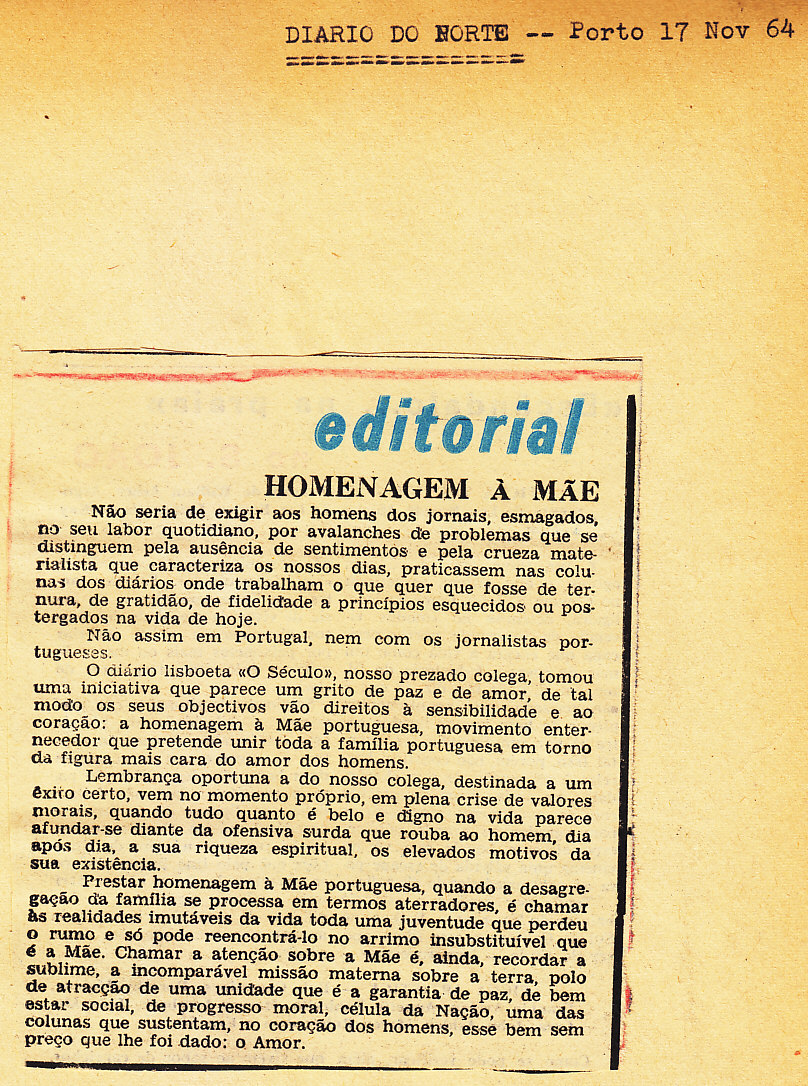 DIARIO DO NORTE -- Porto 17 Nov 64
==================
editorial
HOMENAGEM À MÃE
Não seria de exigir aos homens dos jornais, esmagados,
no seu labor quotidiano, por avalanches de problemas que se
distinguem pela ausência de sentimentos e pela crueza mate-
rialista que caracteriza os nossos dias, praticassem nas colu-
nas dos diários onde trabalham o que quer que fosse de ter-
nura, de gratidão, de fidelidade a princípios esquecidos ou pos-
tergados na vida de hoje.
Não assim em Portugal, nem com os jornalistas por-
tugueses.
O diário lisboeta «O Século», nosso prezado colega, tomou
uma iniciativa que parece um grito de paz e de amor, de tal
modo os seus objectivos vão direitos à sensibilidade e ao
coração: a homenagem à Mãe portuguesa, movimento enter-
necedor que pretende unir toda a família portuguesa em torno
da figura mais cara do amor dos homens.
Lembrança oportuna a do nosso colega, destinada a um
êxito certo, vem no momento próprio, em plena crise de valores
morais, quando tudo quanto é belo e digno na vida parece
afundar-se diante da ofensiva surda que rouba ao homem, dia
após dia, a sua riqueza espiritual, os elevados motivos da
sua existência.
Prestar homenagem à Mãe portuguesa, quando a desagre-
gação da família se processa em termos aterradores, é chamar
às realidades imutáveis da vida toda uma juventude que perdeu
o rumo e só pode reencontrá-lo no arrimo insubstituível que
é a Mãe. Chamar a atenção sobre a Mãe é, ainda, recordar a
sublime, a incomparável missão materna sobre a terra, polo
de atracção de uma unidade que é a garantia de paz, de bem
estar social, de progresso moral, célula da Nação, uma das
colunas que sustentam, no coração dos homens, esse bem sem
preço que lhe foi dado: o Amor.